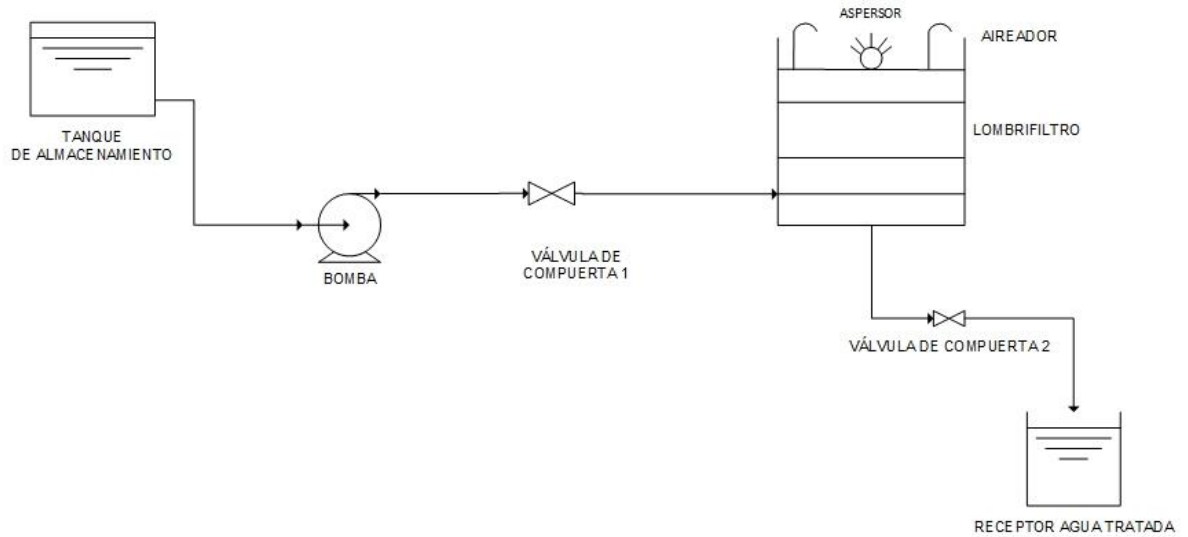 ASPERSOR
AIREADOR
TANQUE
DE ALMACENAMIENTO
LOMBRIFILTRO
BOMBA
VÁLVULA DE
COMPUERTA 1
VÁLVULA DE COMPUERTA 2
RECEPTOR AGUA TRATADA